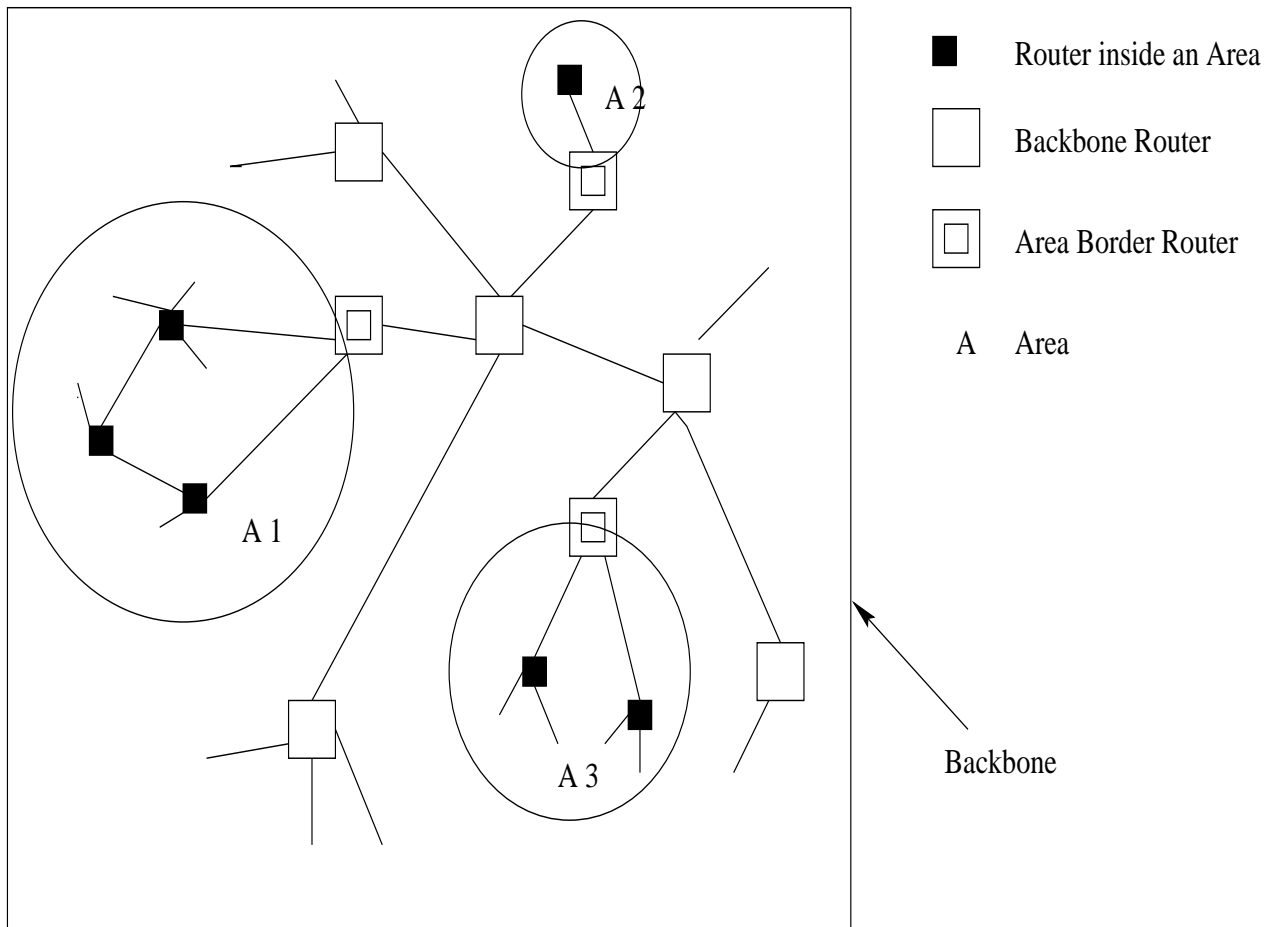 A 2
A 1
A 3
Router inside an Area
Backbone Router
Area Border Router
A Area
Backbone